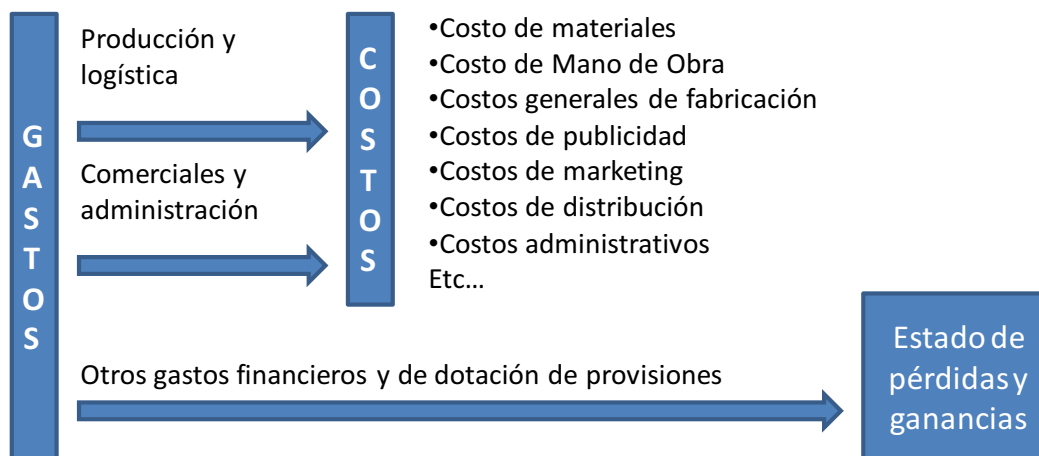 GASTOS
Producción y
logística
Comerciales y
administración
COSTOS
•Costo de materiales
•Costo de Mano de Obra
•Costos generales de fabricación
•Costos de publicidad
•Costos de marketing
•Costos de distribución
•Costos administrativos
Etc...
Otros gastos financieros y de dotación de provisiones
Estado de
pérdidas y
ganancias